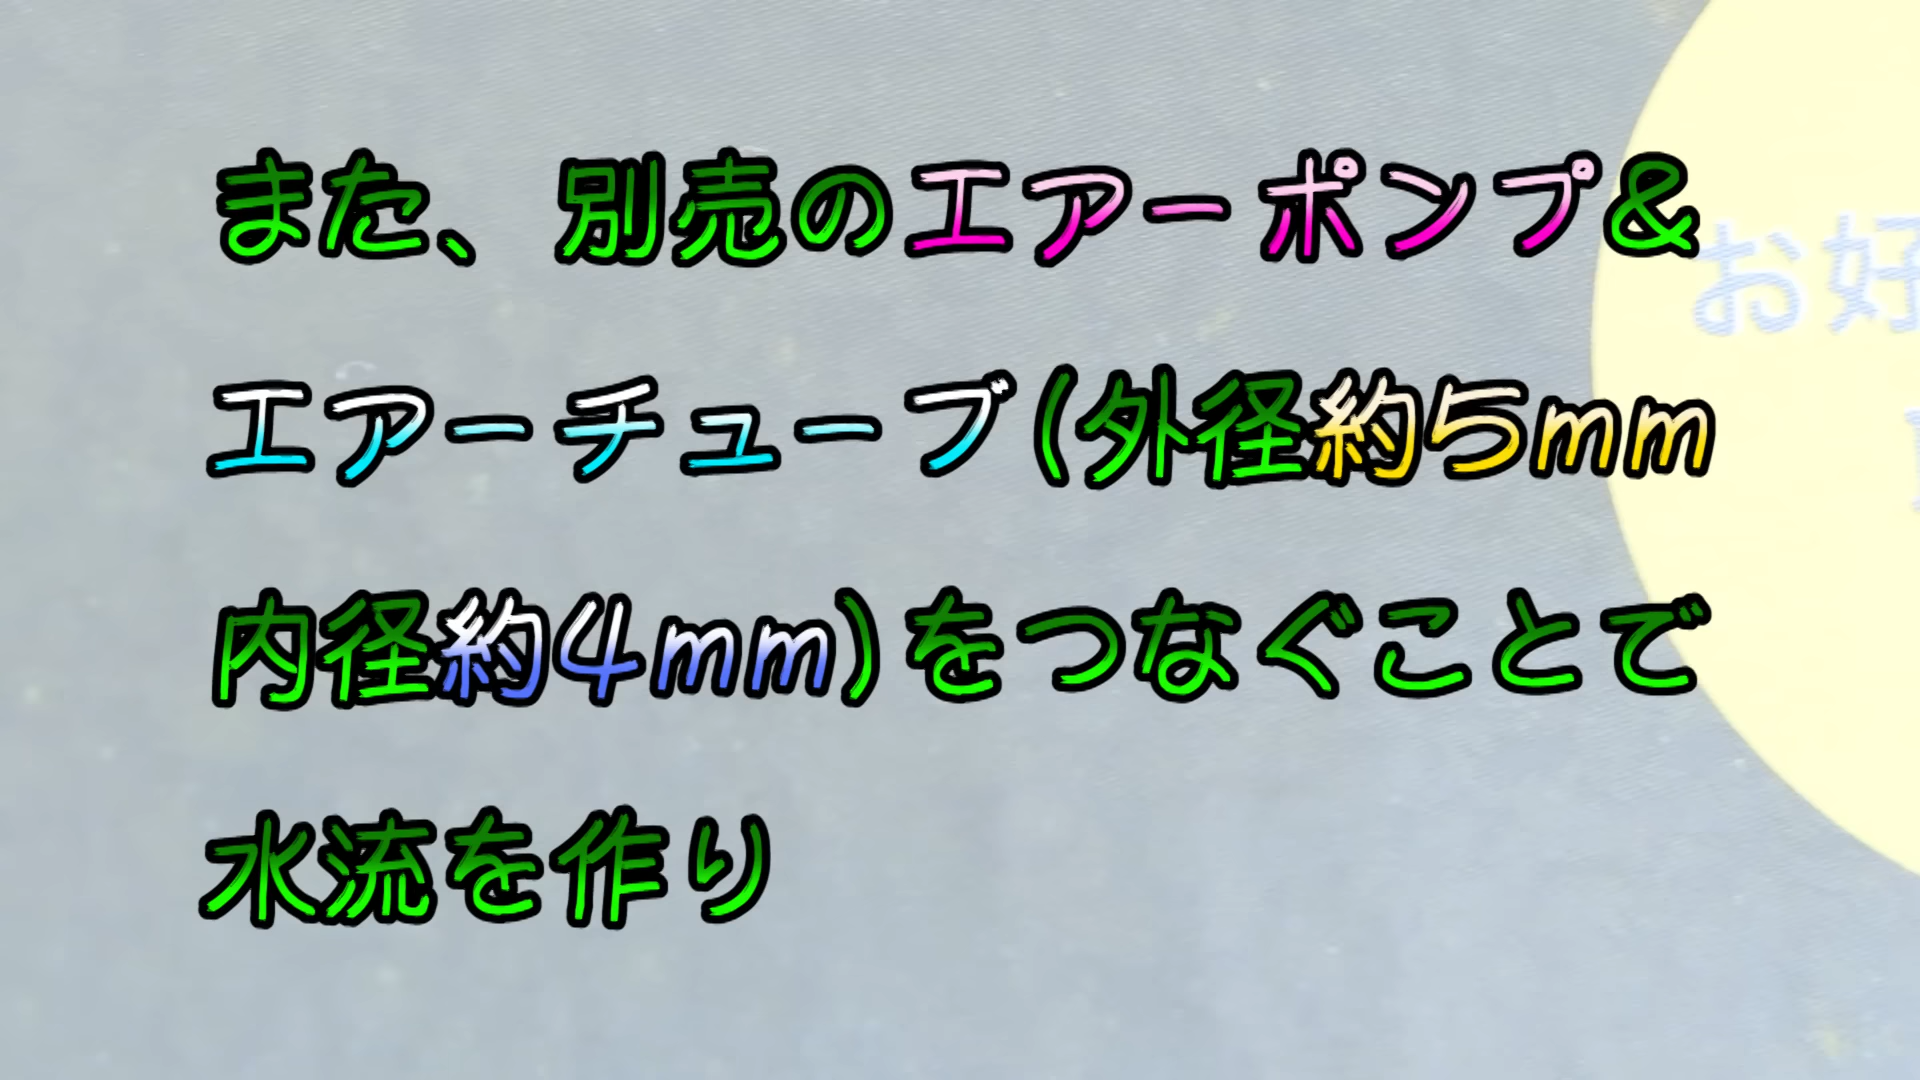 また、別売のエアーポンプ&
エアーチューブ(外径約5mm
内径約4mm)をつなぐことで
水流を作り
お好